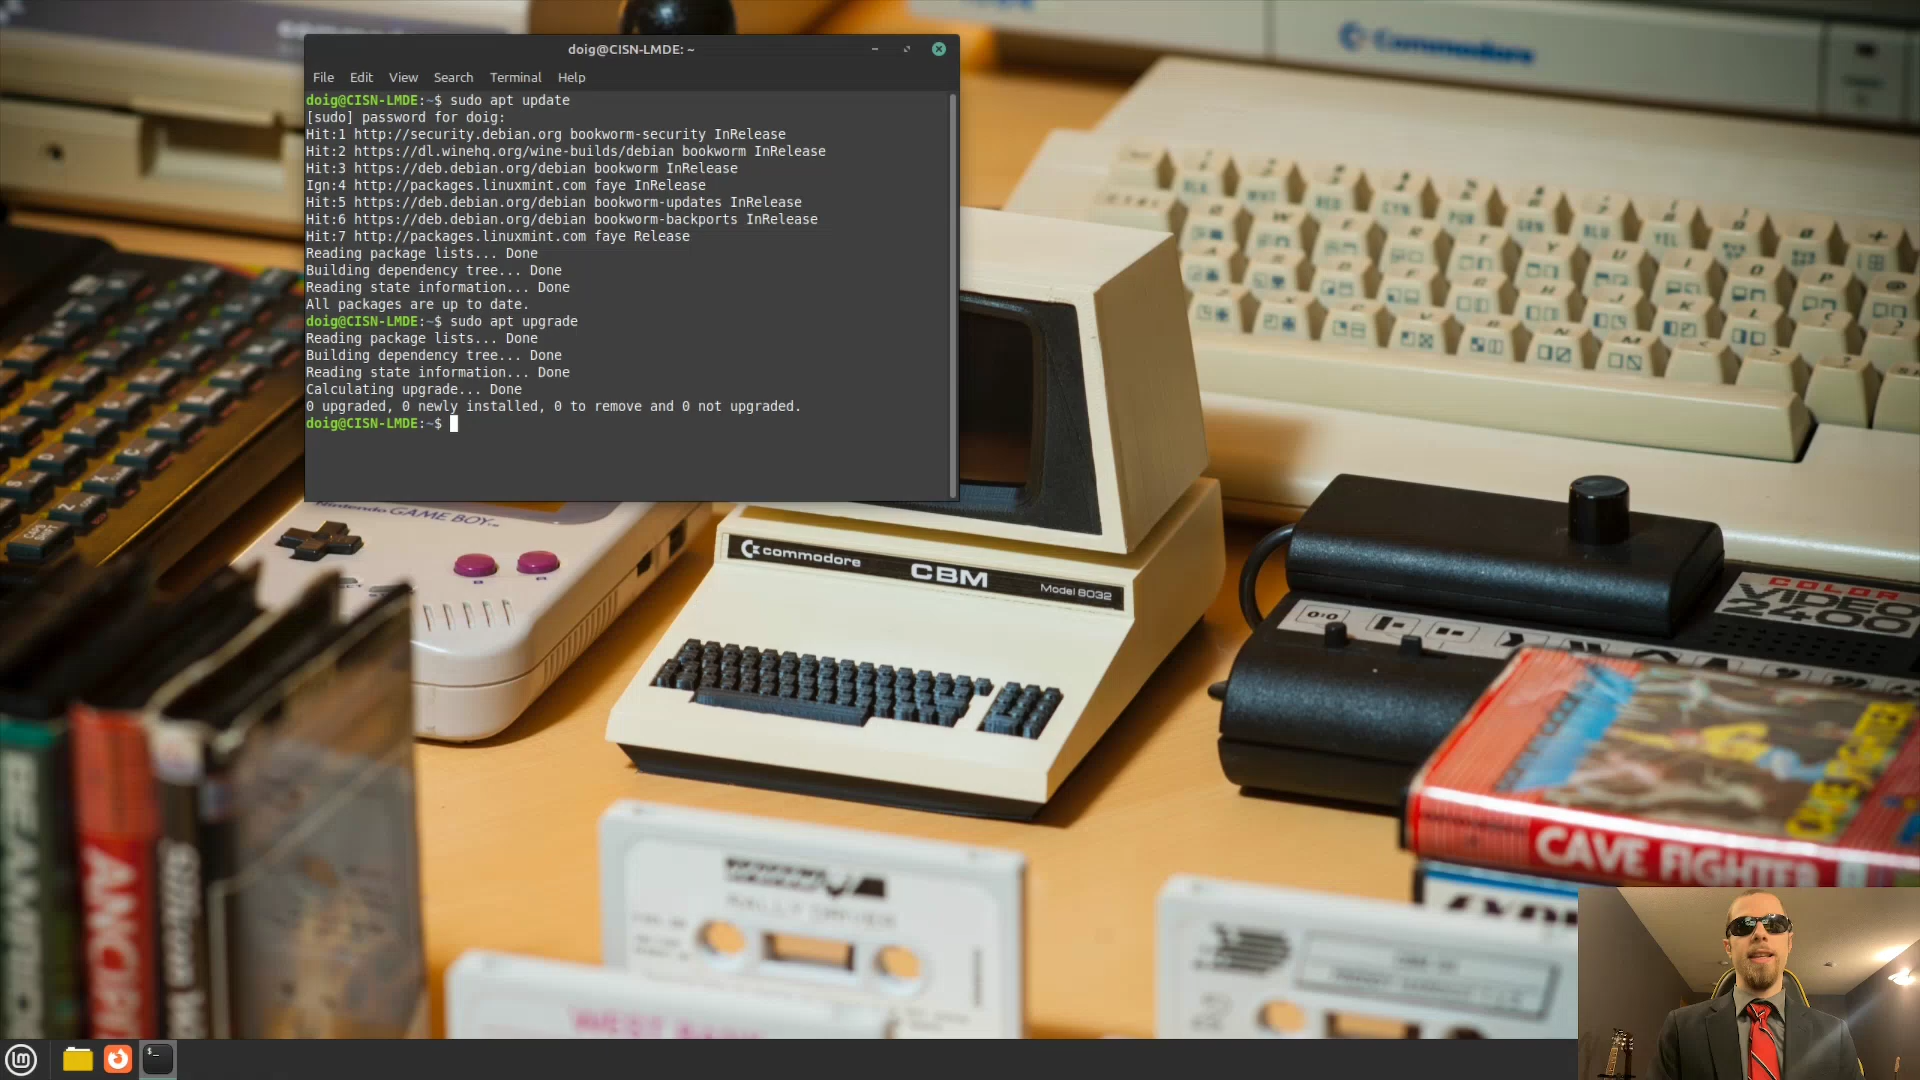 doig@CISN-LMDE: ~
File Edit View Search Terminal Help
doig@CISN-LMDE:~$ sudo apt update
[sudo] password for doig:
Hit:1 http://security.debian.org bookworm-security InRelease
Hit:2 https://dl.winehq.org/wine-builds/debian bookworm InRelease
Hit:3 https://deb.debian.org/debian bookworm InRelease
Ign:4 http://packages.linuxmint.com faye InRelease
Hit:5 https://deb.debian.org/debian bookworm-updates InRelease
Hit:6 https://deb.debian.org/debian bookworm-backports InRelease
Hit:7 http://packages.linuxmint.com faye Release
Reading package lists... Done
Building dependency tree... Done
Reading state information... Done
All packages are up to date.
doig@CISN-LMDE:~$ sudo apt upgrade
Reading package lists... Done
Building dependency tree... Done
Reading state information... Done
Calculating upgrade... Done
0 upgraded, 0 newly installed, 0 to remove and 0 not upgraded.
doig@CISN-LMDE:~$
Commodore
Nintendo GAME BOY
commodore CBM Model 8032
COLOR
VIDEO
2400
CAVE FIGHTER
CAVE FIGHTER
RALLY DRIVER
WEST BANK